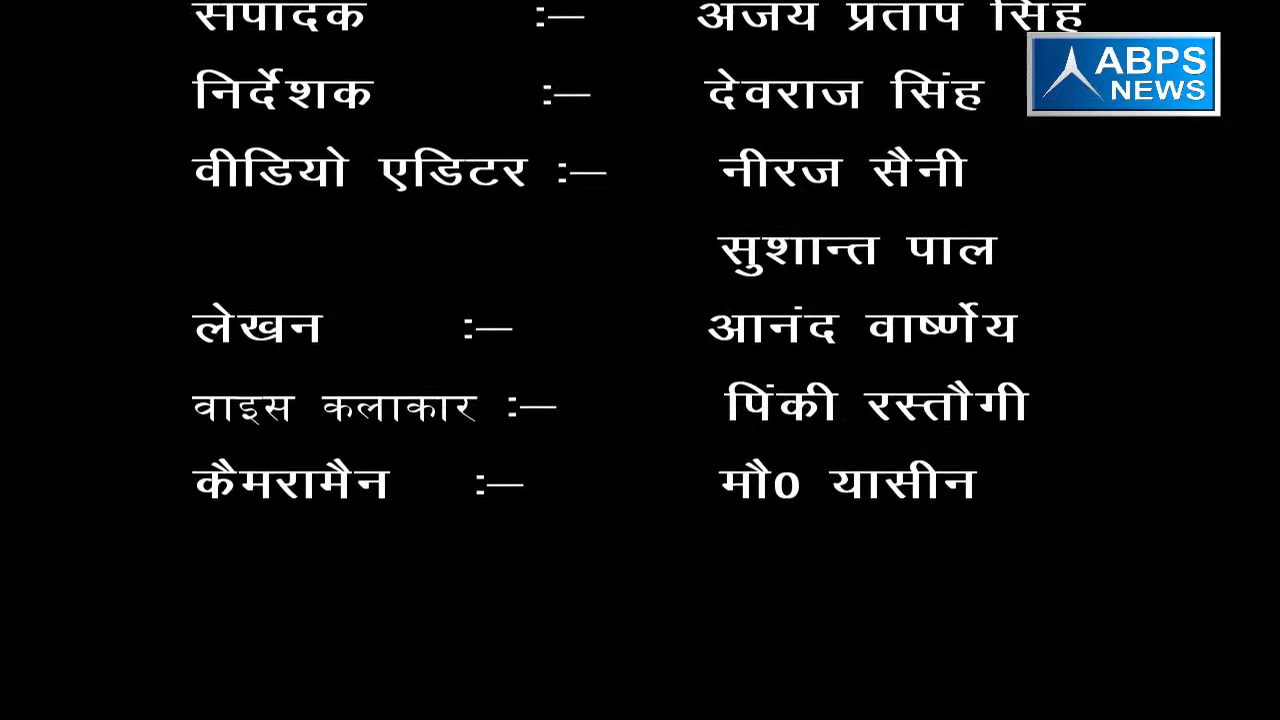 संपादक :— अजय प्रताप सिंह
ABPS
NEWS
निर्देशक :— देवराज सिंह
वीडियो एडिटर :— नीरज सैनी
सुशान्त पाल
लेखन :— आनंद वार्ष्णेय
वाइस कलाकार :— पिंकी रस्तौगी
कैमरामैन :— मौ0 यासीन